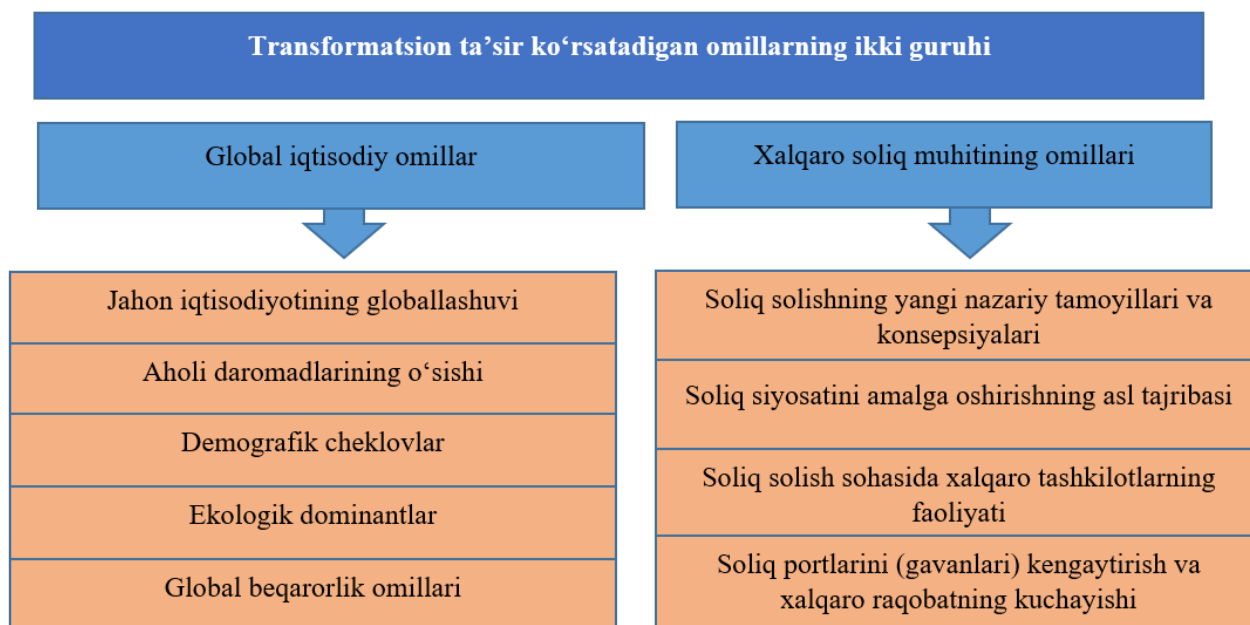 Transformatsion ta’sir ko‘rsatadigan omillarning ikki guruhi
Global iqtisodiy omillar
Xalqaro soliq muhitining omillari
Jahon iqtisodiyotining globallashuvi
Aholi daromadlarining o‘sishi
Demografik cheklovlar
Ekologik dominantlar
Global beqarorlik omillari
Soliq solishning yangi nazariy tamoyillari va
konsepsiyalari
Soliq siyosatini amalga oshirishning asl tajribasi
Soliq solish sohasida xalqaro tashkilotlarning
faoliyati
Soliq portlarini (gavanlari) kengaytirish va
xalqaro raqobatning kuchayishi